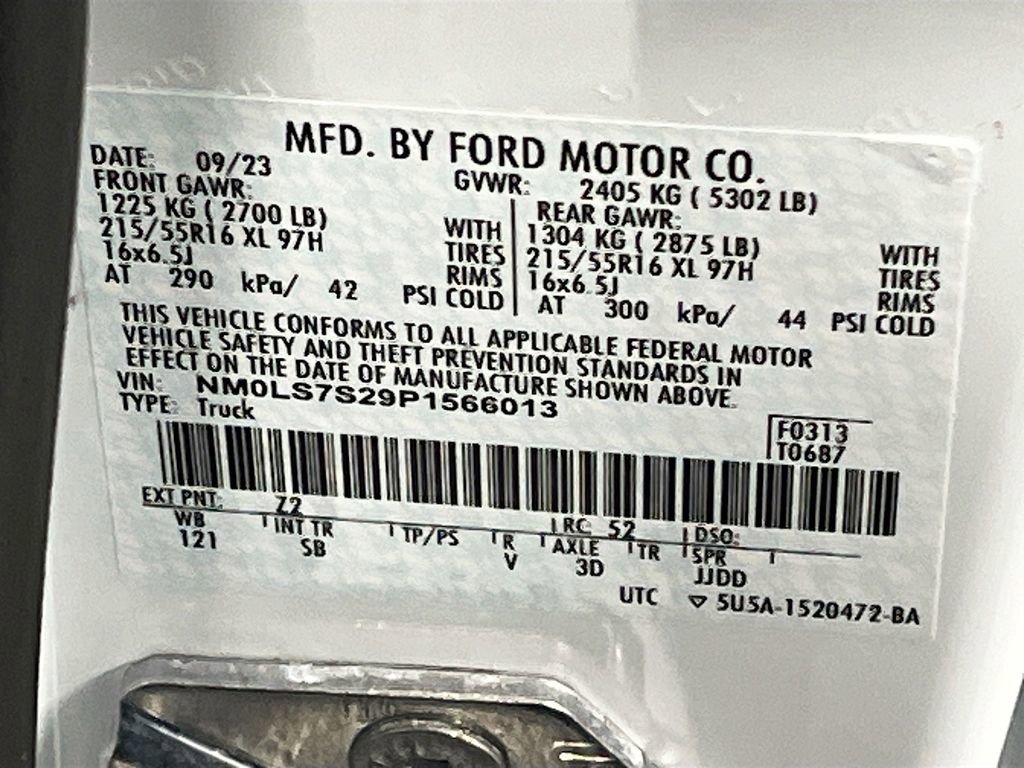 MFD. BY FORD MOTOR CO.
DATE: 09/23 GVWR: 2405 KG ( 5302 LB)
FRONT GAWR: REAR GAWR:
1225 KG ( 2700 LB) WITH 1304 KG ( 2875 LB) WITH
215/55R16 XL 97H TIRES 215/55R16 XL 97H TIRES
16x6.5J RIMS 16x6.5J RIMS
AT 290 kPa/ 42 PSI COLD AT 300 kPa/ 44 PSI COLD
THIS VEHICLE CONFORMS TO ALL APPLICABLE FEDERAL MOTOR
VEHICLE SAFETY AND THEFT PREVENTION STANDARDS IN
EFFECT ON THE DATE OF MANUFACTURE SHOWN ABOVE.
VIN: NM0LS7S29P1566013
TYPE: Truck
F0313
T0687
EXT PNT: Z2 RC: 52 DSO:
WB INT TR TP/PS R AXLE TR SPR
121 SB V 3D JJDD
UTC ▽ 5U5A-1520472-BA